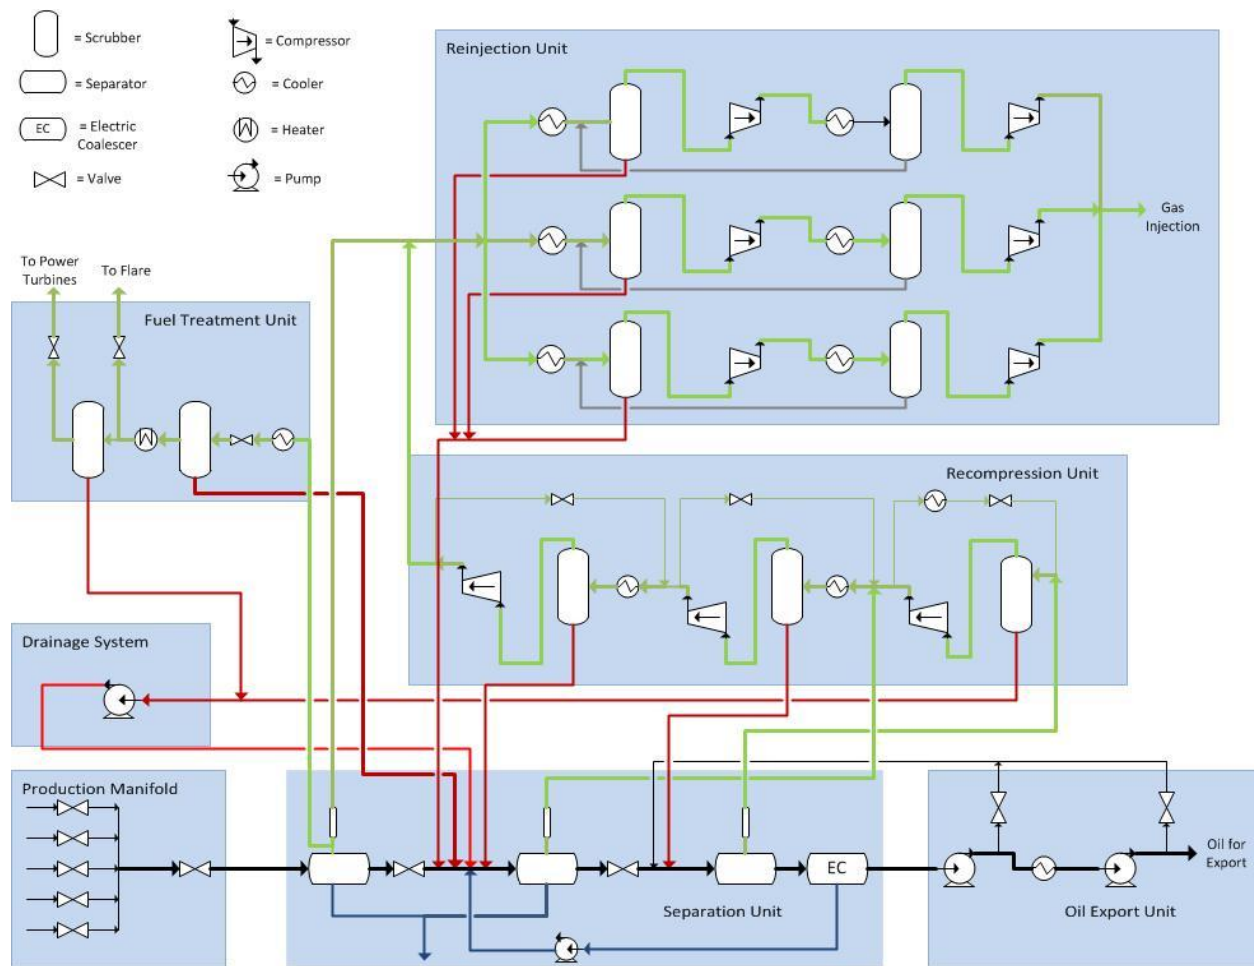 = Scrubber
= Compressor
= Separator
= Cooler
EC
= Electric
Coalescer
= Heater
= Valve
= Pump
Reinjection Unit
Gas
Injection
To Power
Turbines
To Flare
Fuel Treatment Unit
Recompression Unit
Drainage System
Production Manifold
EC
Separation Unit
Oil for
Export
Oil Export Unit